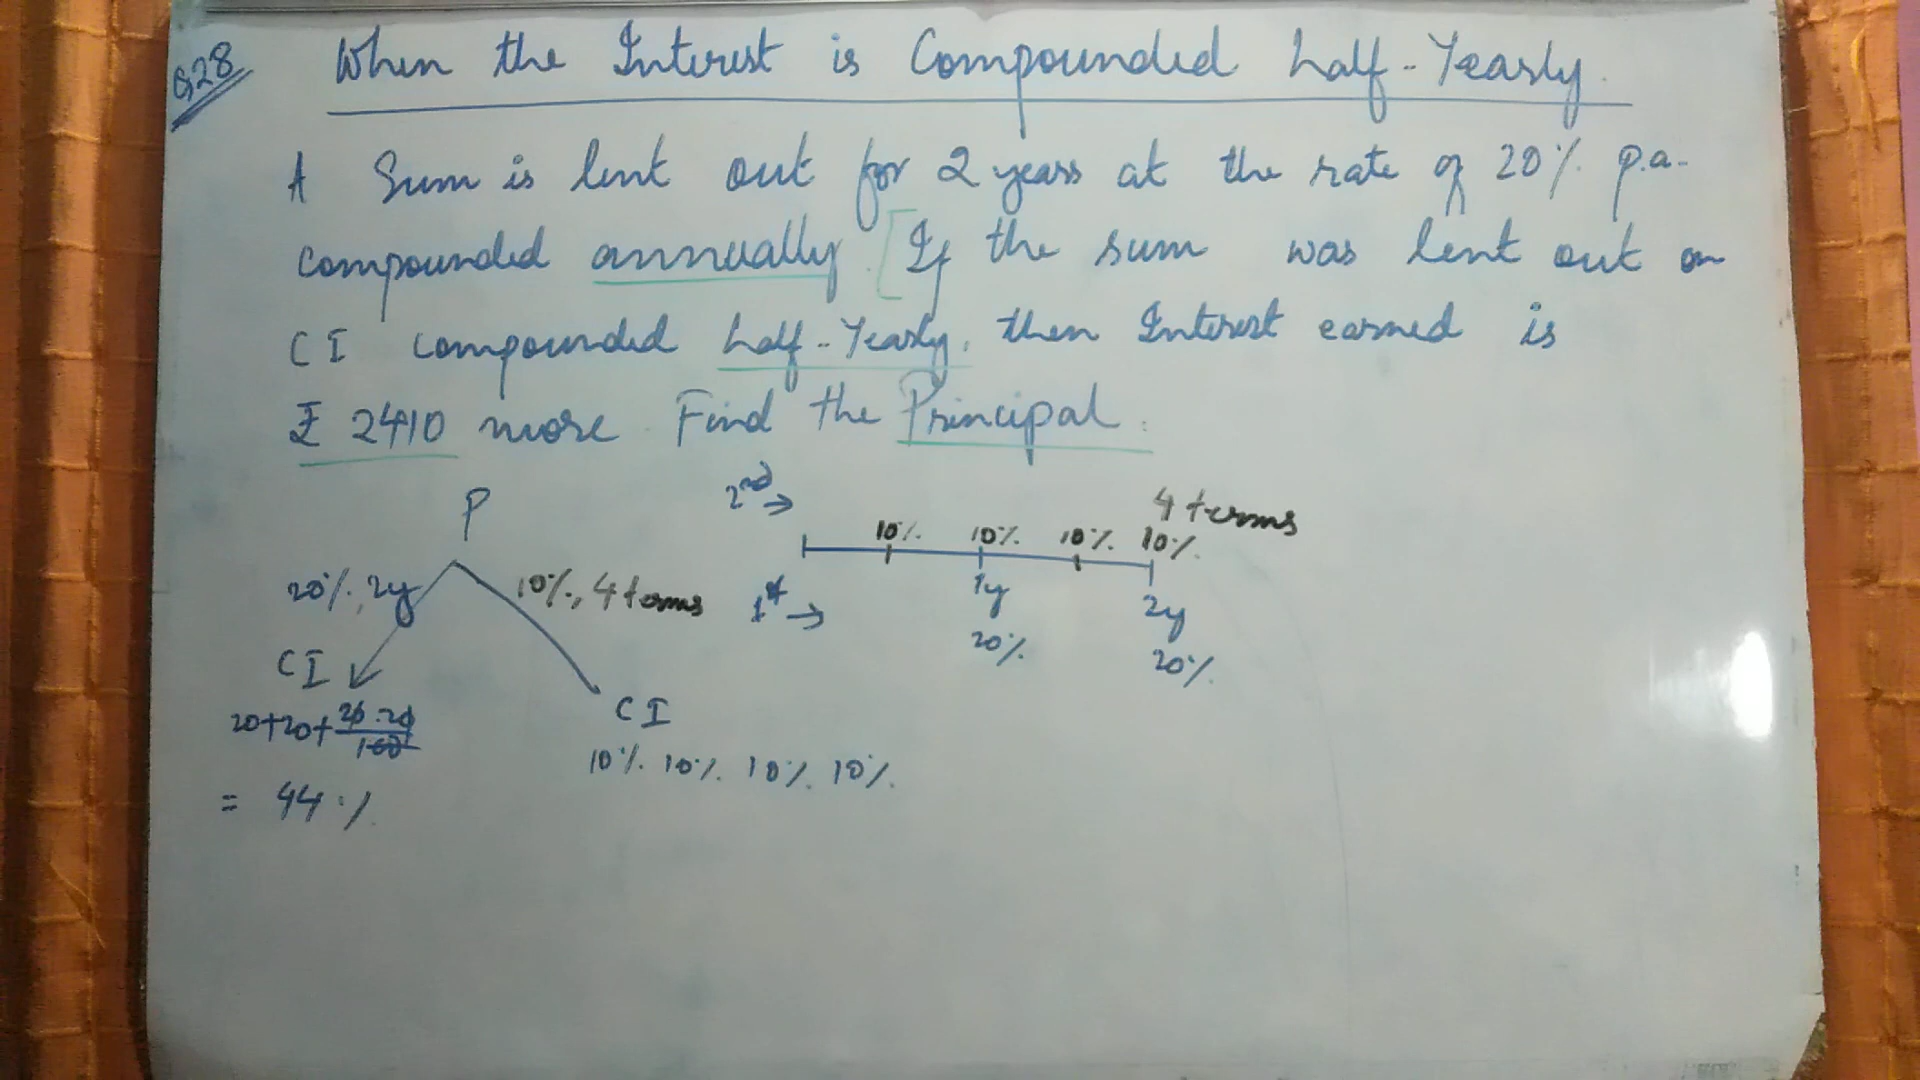 Q28
When the Interest is Compounded half-Yearly.
A Sum is lent out for 2 years at the rate of 20% p.a.
compounded annually. [If the sum was lent out on
CI compounded half-Yearly, then Interest earned is
₹ 2410 more. Find the Principal.
P
2nd →
4 terms
10% 10% 10% 10%
20%, 2y
10%, 4 terms
1st →
1y 2y
20% 20%
CI
CI
20+20+ 20.20/100
10% 10% 10% 10%
= 44%